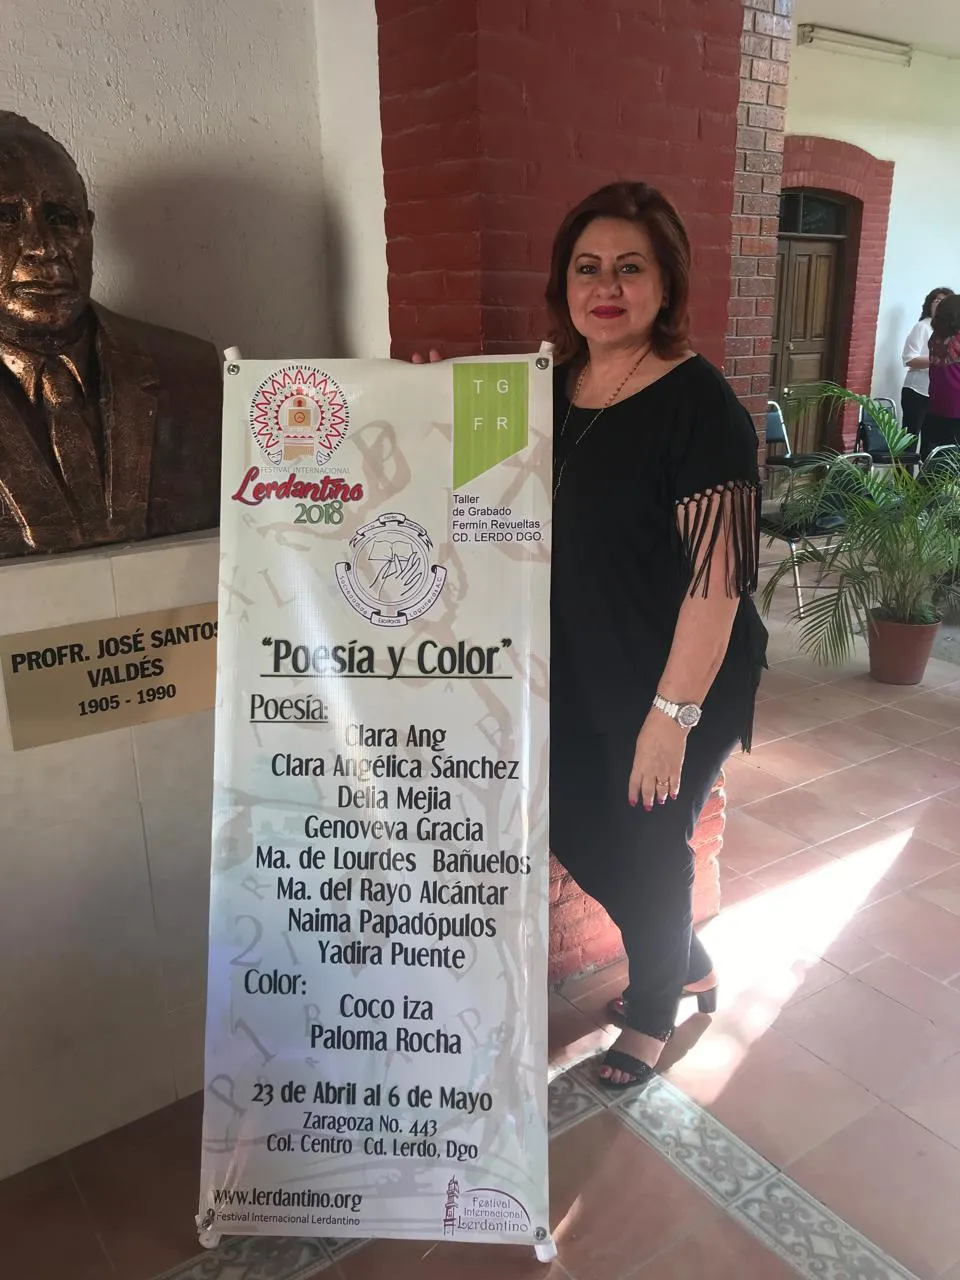 FESTIVAL INTERNACIONAL
Lerdantino
2018
T G
F R
Taller
de Grabado
Fermín Revueltas
CD. LERDO DGO.
PROFR. JOSÉ SANTOS
VALDÉS
1905 - 1990
"Poesía y Color"
Poesía:
Clara Ang
Clara Angélica Sánchez
Delia Mejia
Genoveva Gracia
Ma. de Lourdes Bañuelos
Ma. del Rayo Alcántar
Naima Papadópulos
Yadira Puente
Color:
Coco iza
Paloma Rocha
23 de Abril al 6 de Mayo
Zaragoza No. 443
Col. Centro Cd. Lerdo, Dgo
www.lerdantino.org
Festival Internacional Lerdantino
Festival
Internacional
Lerdantino